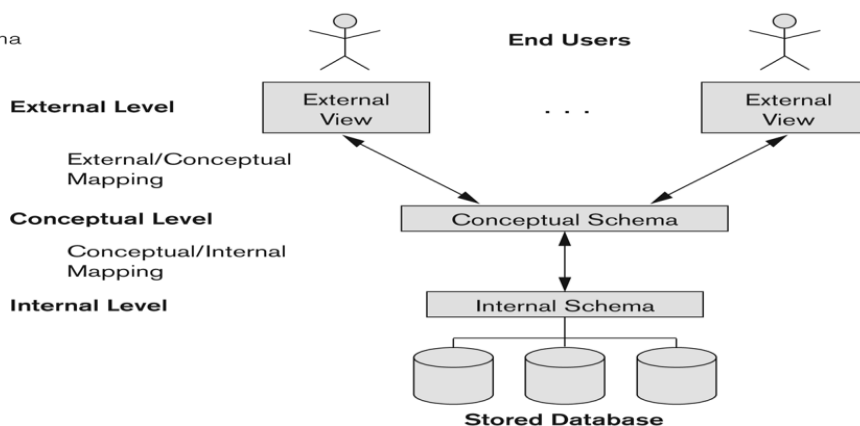 End Users
External Level
External
View
. . .
External
View
External/Conceptual
Mapping
Conceptual Level
Conceptual Schema
Conceptual/Internal
Mapping
Internal Level
Internal Schema
Stored Database